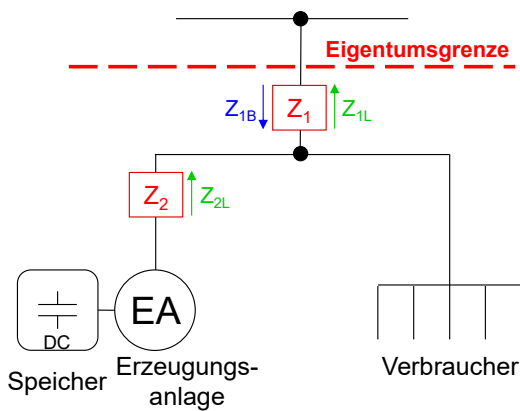 Eigentumsgrenze
Z1B
Z1
Z1L
Z2
Z2L
EA
DC
Speicher
Erzeugungs-
anlage
Verbraucher